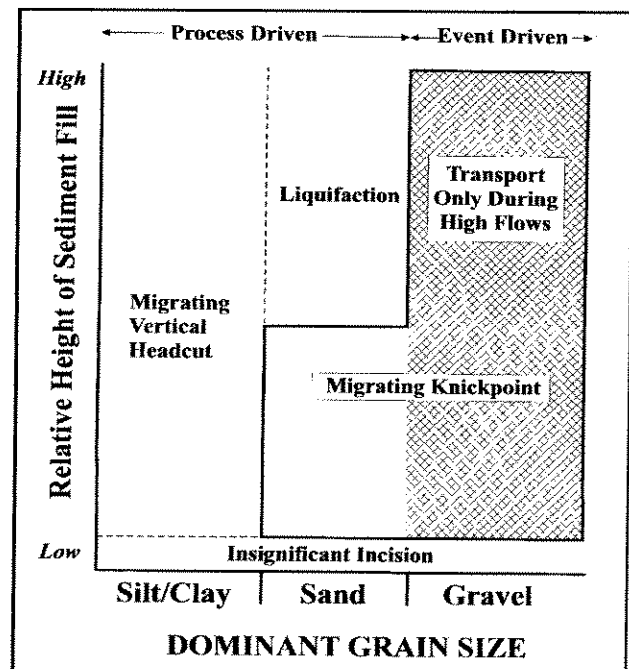 Process Driven
Event Driven
High
Relative Height of Sediment Fill
Liquifaction
Transport
Only During
High Flows
Migrating
Vertical
Headcut
Migrating Knickpoint
Low
Insignificant Incision
Silt/Clay
Sand
Gravel
DOMINANT GRAIN SIZE